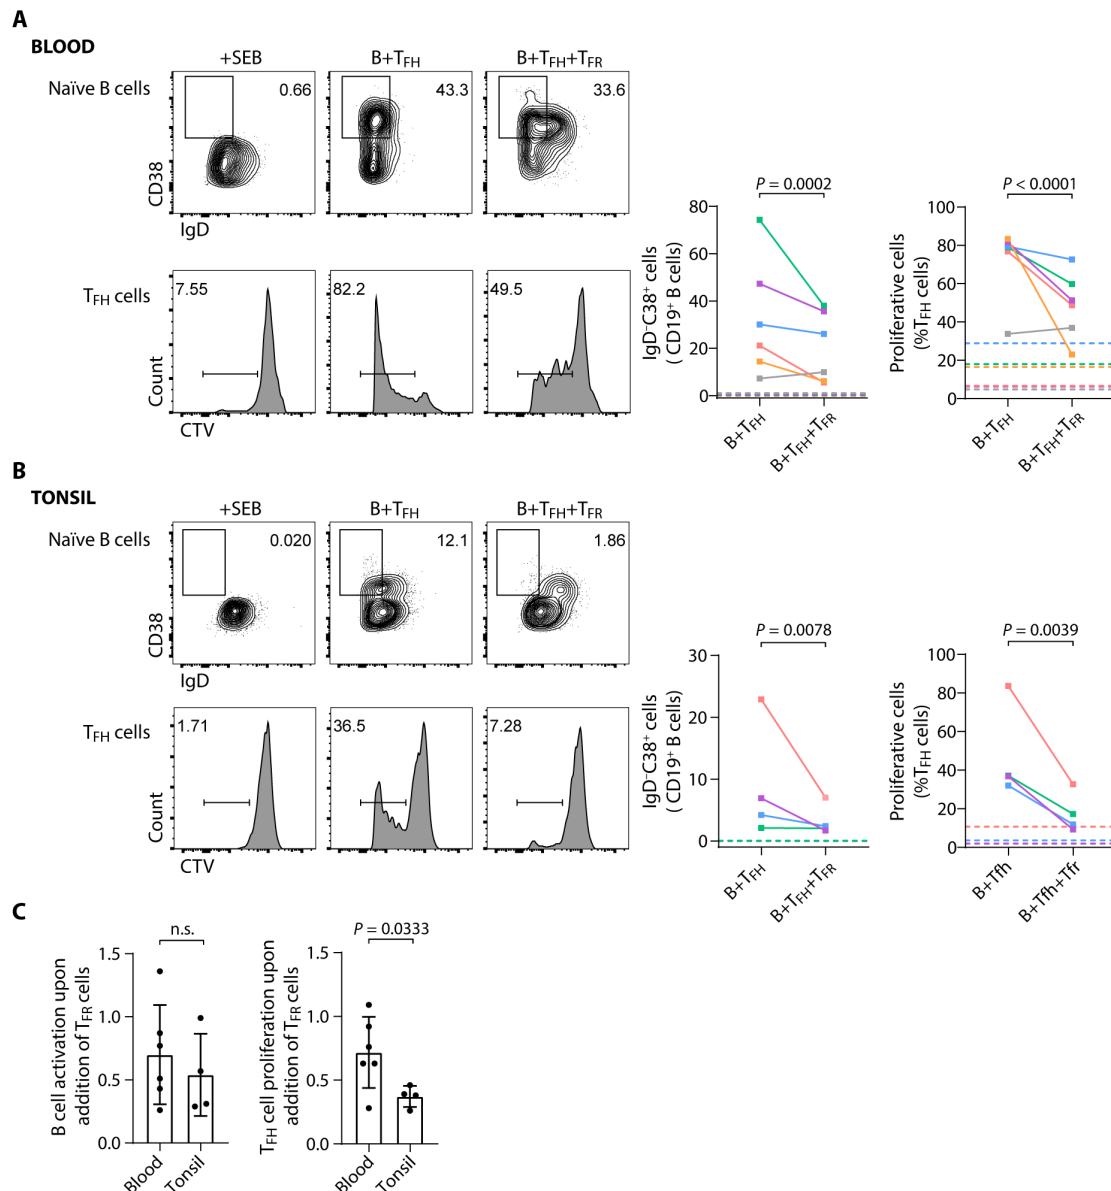 A
BLOOD
+SEB
B+TFH
B+TFH+TFR
Naïve B cells
0.66
43.3
33.6
CD38
IgD
TFH cells
7.55
82.2
49.5
Count
CTV
P = 0.0002
IgD-C38+ cells
( CD19+ B cells)
80
60
40
20
0
B+TFH
B+TFH+TFR
P < 0.0001
Proliferative cells
(%TFH cells)
100
80
60
40
20
0
B+TFH
B+TFH+TFR
B
TONSIL
+SEB
B+TFH
B+TFH+TFR
Naïve B cells
0.020
12.1
1.86
CD38
IgD
TFH cells
1.71
36.5
7.28
Count
CTV
P = 0.0078
IgD-C38+ cells
( CD19+ B cells)
30
20
10
0
B+TFH
B+TFH+TFR
P = 0.0039
Proliferative cells
(%TFH cells)
100
80
60
40
20
0
B+Tfh
B+Tfh+Tfr
C
n.s.
B cell activation upon
addition of TFR cells
1.5
1.0
0.5
0.0
Blood
Tonsil
P = 0.0333
TFH cell proliferation upon
addition of TFR cells
1.5
1.0
0.5
0.0
Blood
Tonsil